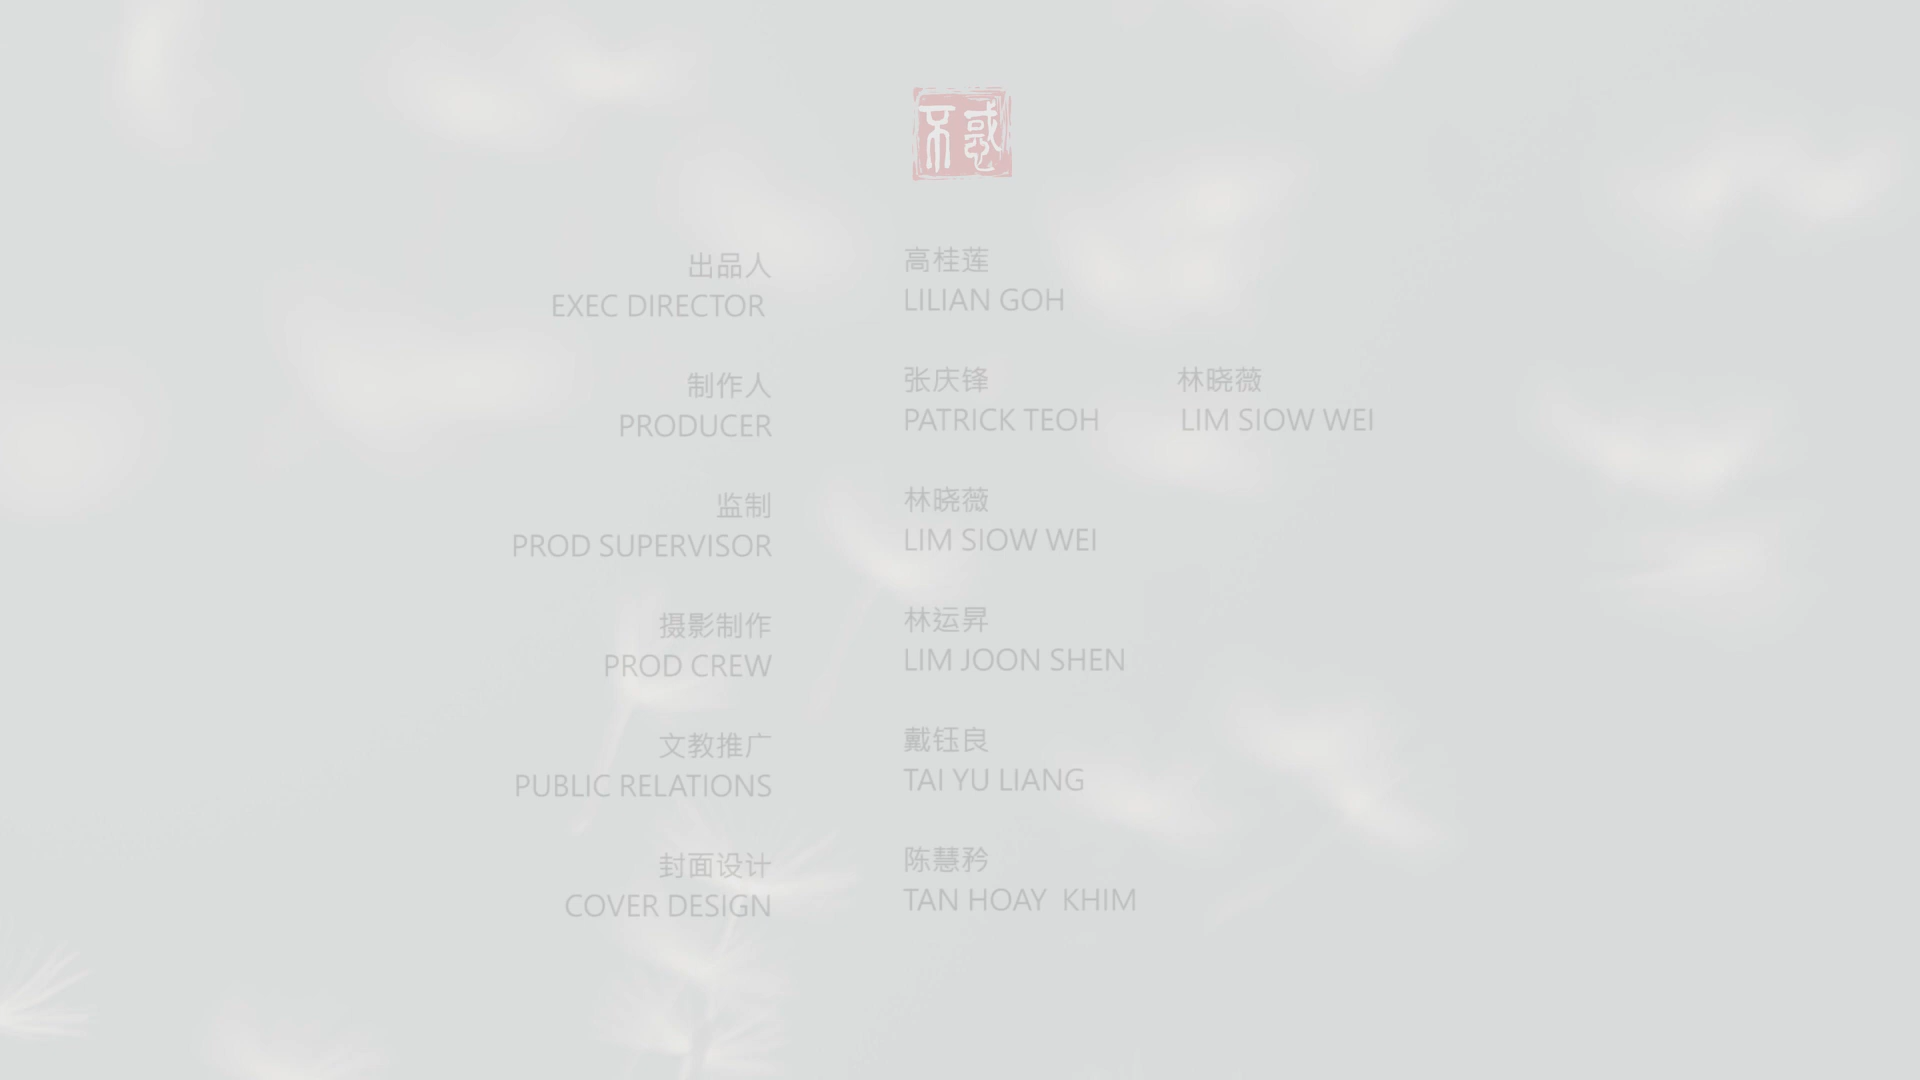 不惑
出品人 高桂莲
EXEC DIRECTOR LILIAN GOH
制作人 张庆锋 林晓薇
PRODUCER PATRICK TEOH LIM SIOW WEI
监制 林晓薇
PROD SUPERVISOR LIM SIOW WEI
摄影制作 林运昇
PROD CREW LIM JOON SHEN
文教推广 戴钰良
PUBLIC RELATIONS TAI YU LIANG
封面设计 陈慧矜
COVER DESIGN TAN HOAY  KHIM